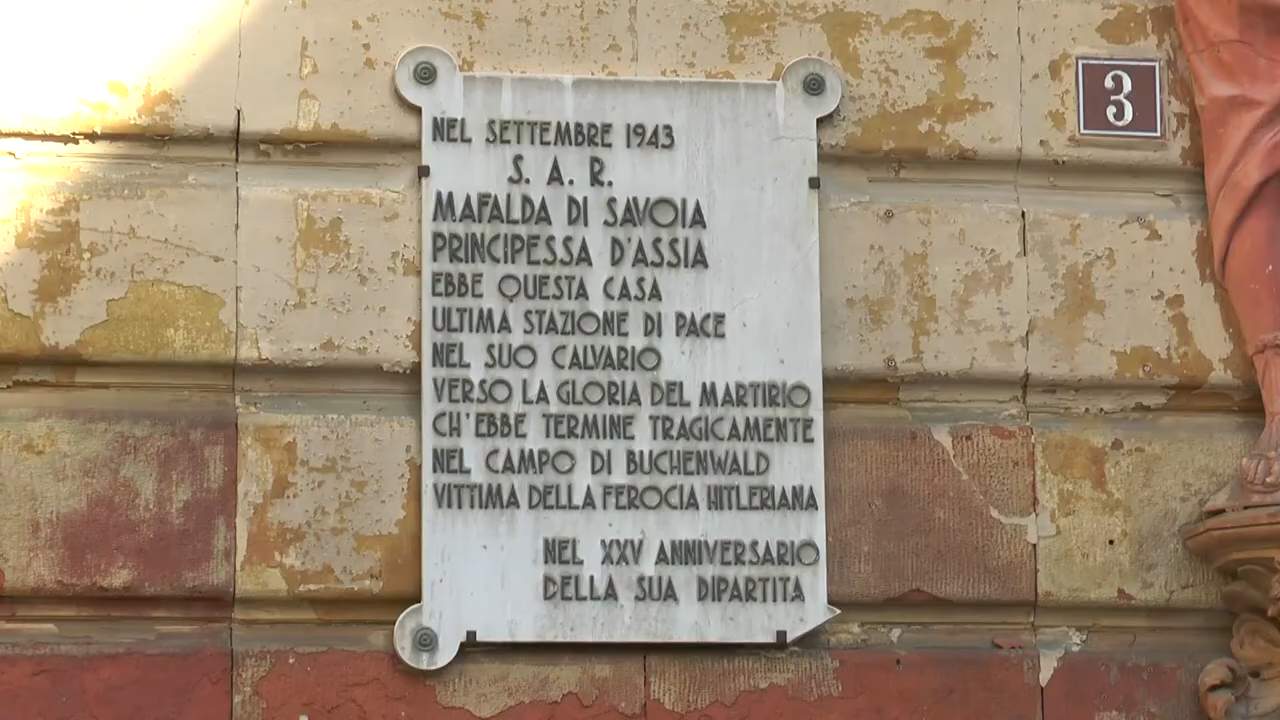 NEL SETTEMBRE 1943
S. A. R.
MAFALDA DI SAVOIA
PRINCIPESSA D'ASSIA
EBBE QUESTA CASA
ULTIMA STAZIONE DI PACE
NEL SUO CALVARIO
VERSO LA GLORIA DEL MARTIRIO
CH'EBBE TERMINE TRAGICAMENTE
NEL CAMPO DI BUCHENWALD
VITTIMA DELLA FEROCIA HITLERIANA
NEL XXV ANNIVERSARIO
DELLA SUA DIPARTITA
3